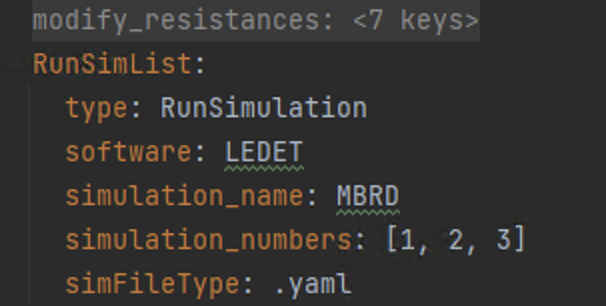 modify_resistances: <7 keys>
RunSimList:
type: RunSimulation
software: LEDET
simulation_name: MBRD
simulation_numbers: [1, 2, 3]
simFileType: .yaml